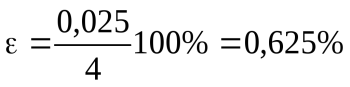 ε = 0,025/4 100% = 0,625%